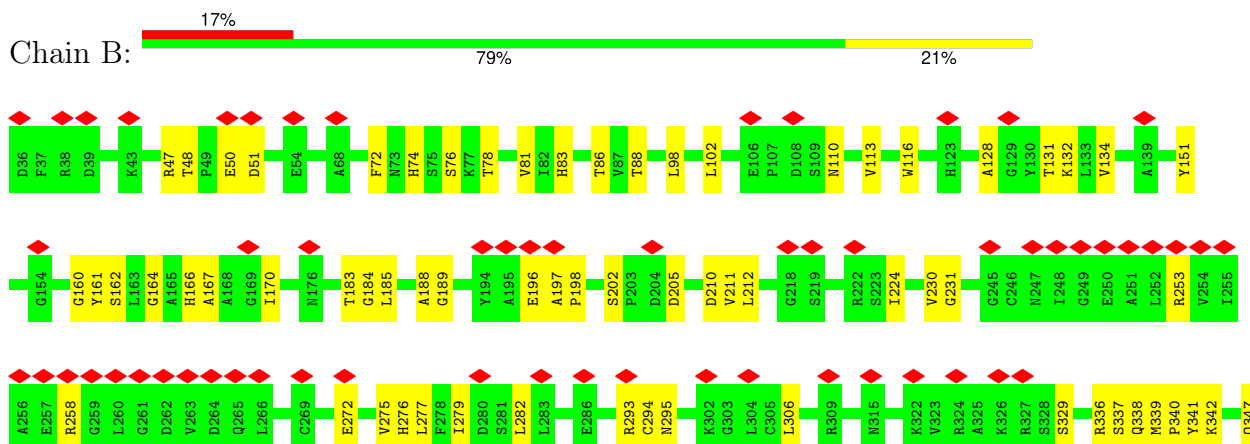 17%
Chain B:
79% 21%
D36 F37 R38 D39 K43 R47 T48 P49 E50 D51 E54 A68 F72 N73 H74 S75 S76 K77 T78 V81 I82 H83 T86 V87 T88 L98 L102 E106 P107 D108 S109 N110 V113 W116 H123 A128 G129 Y130 T131 K132 L133 V134 A139 Y151
G154 G160 Y161 S162 L163 G164 A165 H166 A167 A168 G169 I170 N176 T183 G184 L185 A188 G189 Y194 A195 E196 A197 P198 S202 P203 D204 D205 D210 V211 L212 G218 S219 R222 S223 I224 V230 G231 G245 C246 N247 I248 G249 E250 A251 L252 R253 V254 I255
A256 E257 R258 G259 L260 G261 D262 V263 D264 Q265 L266 C269 E272 V275 H276 L277 F278 I279 D280 S281 L282 L283 E286 R293 C294 N295 K302 G303 L304 C305 L306 R309 N315 K322 V323 R324 A325 K326 R327 S328 S329 R336 S337 Q338 M339 P340 Y341 K342